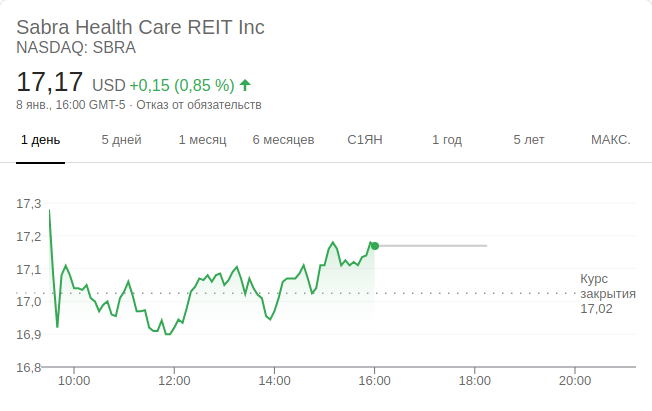 Sabra Health Care REIT Inc
NASDAQ: SBRA
17,17 USD +0,15 (0,85 %)
8 янв., 16:00 GMT-5 · Отказ от обязательств
1 день 5 дней 1 месяц 6 месяцев С1ЯН 1 год 5 лет МАКС.
17,3
17,2
17,1
17,0
16,9
16,8
Курс
закрытия
17,02
10:00 12:00 14:00 16:00 18:00 20:00